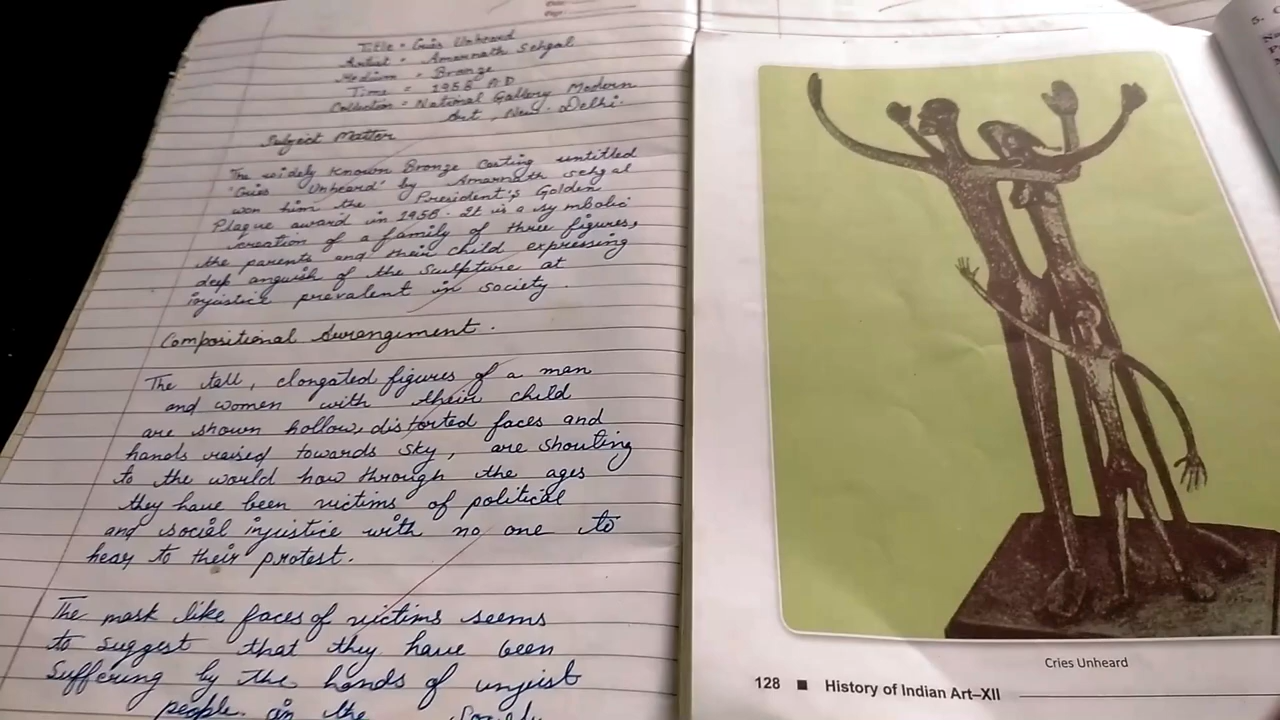 Date
Page
Title = Cries Unheard
Artist = Amarnath Sehgal
Medium = Bronze
Time = 1958 A.D
Collection = National Gallery Modern
Art, New Delhi.
Subject Matter
The widely known Bronze Casting untitled
"Cries Unheard" by Amarnath sehgal
won him the President's Golden
Plaque award in 1958. It is a symbolic
creation of a family of three figures,
the parents and their child expressing
deep anguish of the sculpture at
injustice prevalent in society.
Compositional Arrangement.
The tall, elongated figures of a man
and women with their child
are shown hollow, distorted faces and
hands raised towards sky, are shouting
to the world how through the ages
they have been victims of political
and social injustice with no one to
hear to their protest.
The mask like faces of victims seems
to suggest that they have been
suffering by the hands of unjust
people in the Society
Cries Unheard
128 ■ History of Indian Art–XII
5.